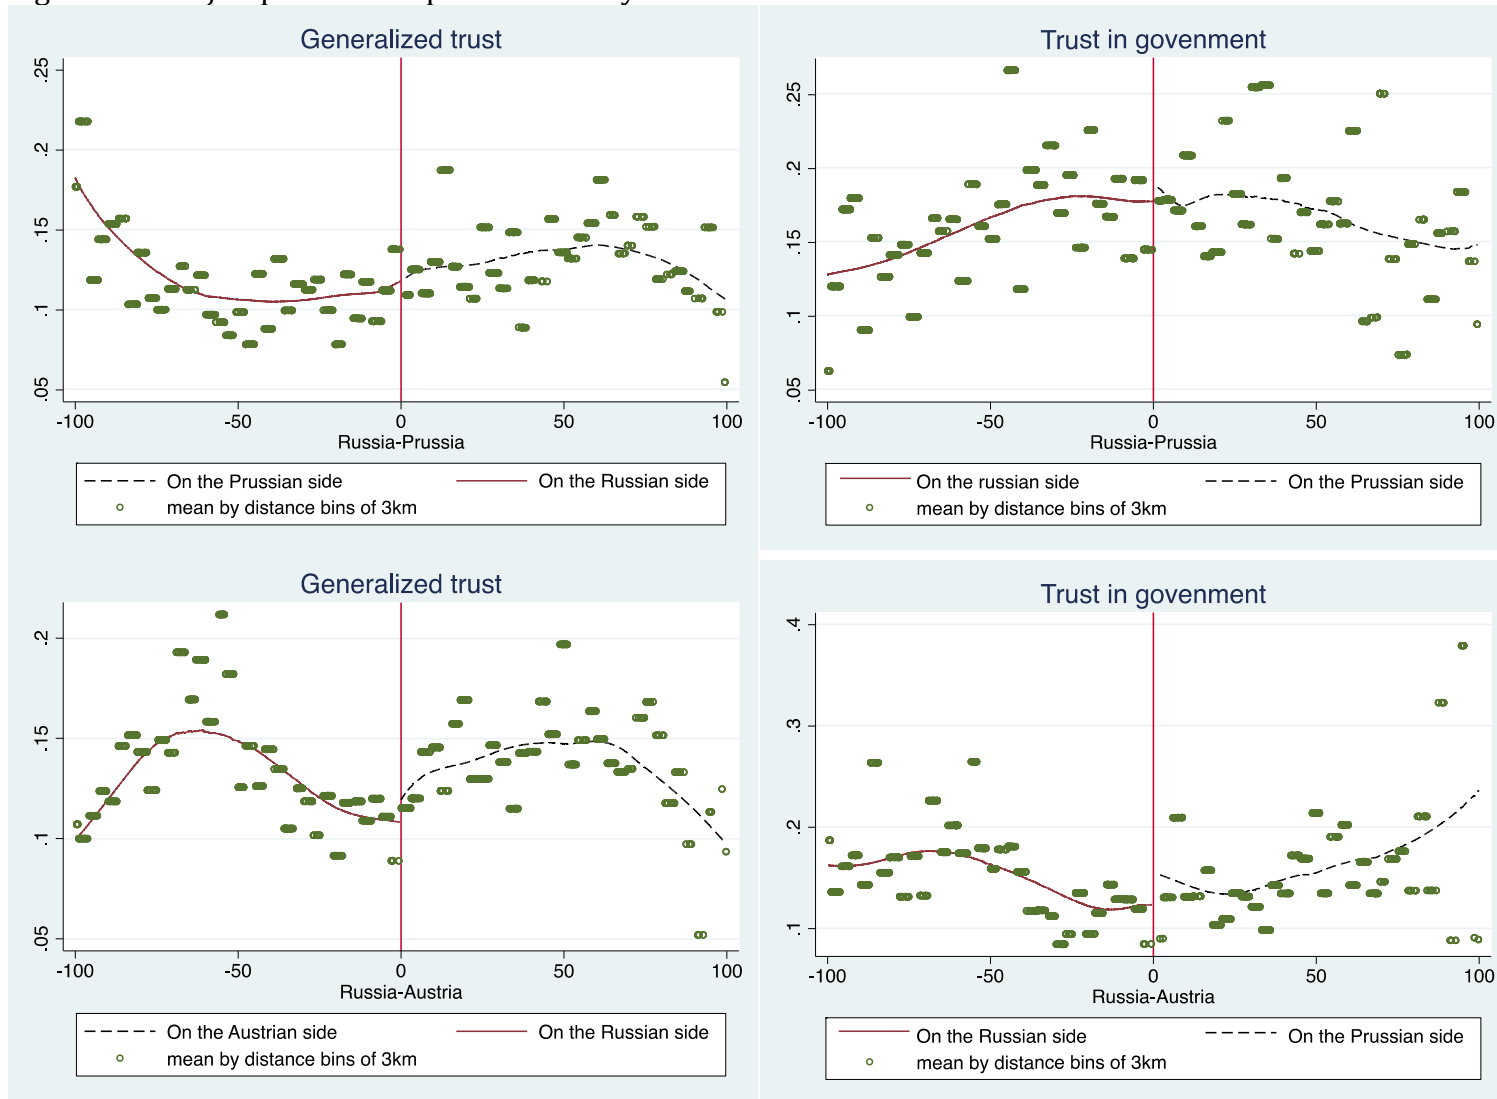 Generalized trust
.05 .1 .15 .2 .25
-100 -50 0 50 100
Russia-Prussia
On the Prussian side On the Russian side
mean by distance bins of 3km
Trust in govenment
.05 .1 .15 .2 .25
-100 -50 0 50 100
Russia-Prussia
On the russian side On the Prussian side
mean by distance bins of 3km
Generalized trust
.05 .1 .15 .2
-100 -50 0 50 100
Russia-Austria
On the Austrian side On the Russian side
mean by distance bins of 3km
Trust in govenment
.1 .2 .3 .4
-100 -50 0 50 100
Russia-Austria
On the Russian side On the Prussian side
mean by distance bins of 3km